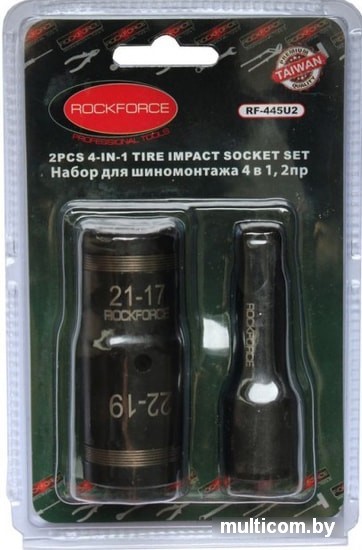 ROCKFORCE
PROFESSIONAL TOOLS
PREMIUM
TAIWAN
RF-445U2
2PCS 4-IN-1 TIRE IMPACT SOCKET SET
Набор для шиномонтажа 4 в 1, 2пр
21-17
ROCKFORCE
22-19
ROCKFORCE
www.multicom.by